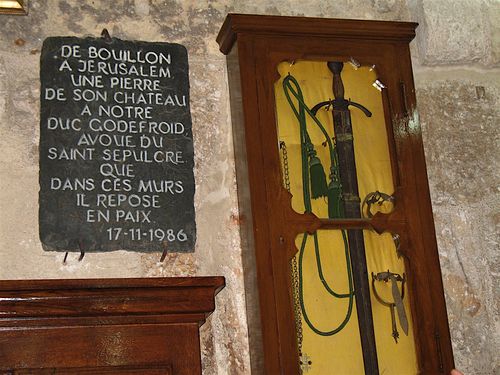 DE BOUILLON
A JERUSALEM
UNE PIERRE
DE SON CHATEAU
A NOTRE
DUC GODEFROID,
AVOUE DU
SAINT SEPULCRE
QUE
DANS CES MURS
IL REPOSE
EN PAIX.
17-11-1986